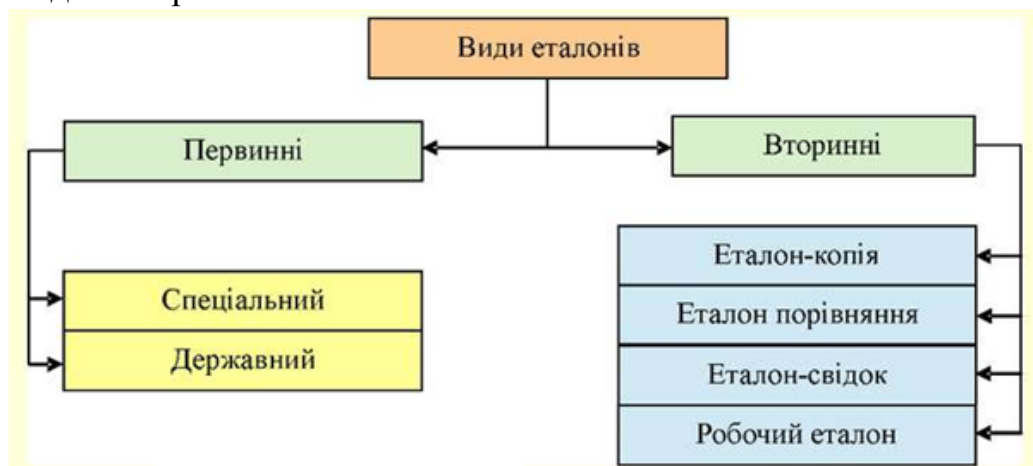 Види еталонів
Первинні
Вторинні
Спеціальний
Державний
Еталон-копія
Еталон порівняння
Еталон-свідок
Робочий еталон